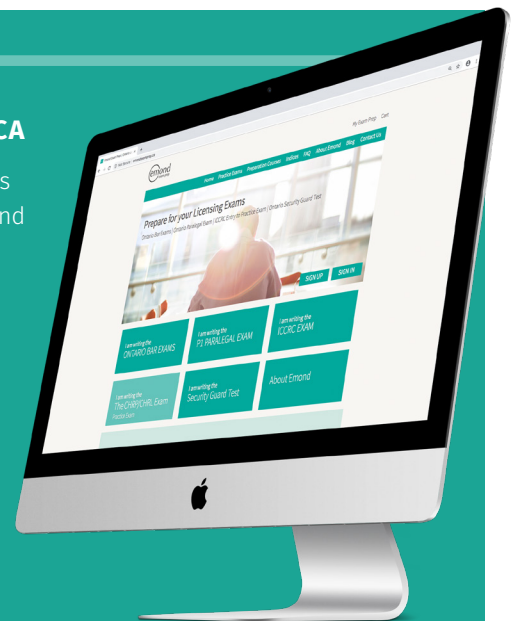 CA
s
nd
My Exam Prep Cart
emond
Home Practice Exams Preparation Courses Indices FAQ About Emond Blog Contact Us
Prepare for your Licensing Exams
Ontario Bar Exams | Ontario Paralegal Exam | ICCRC Entry to Practice Exam | Ontario Security Guard Test
SIGN UP SIGN IN
I am writing the
ONTARIO BAR EXAMS
I am writing the
P1 PARALEGAL EXAM
I am writing the
ICCRC EXAM
I am writing the
The CHRP/CHRL Exam
Practice Exam
I am writing the
Security Guard Test
About Emond